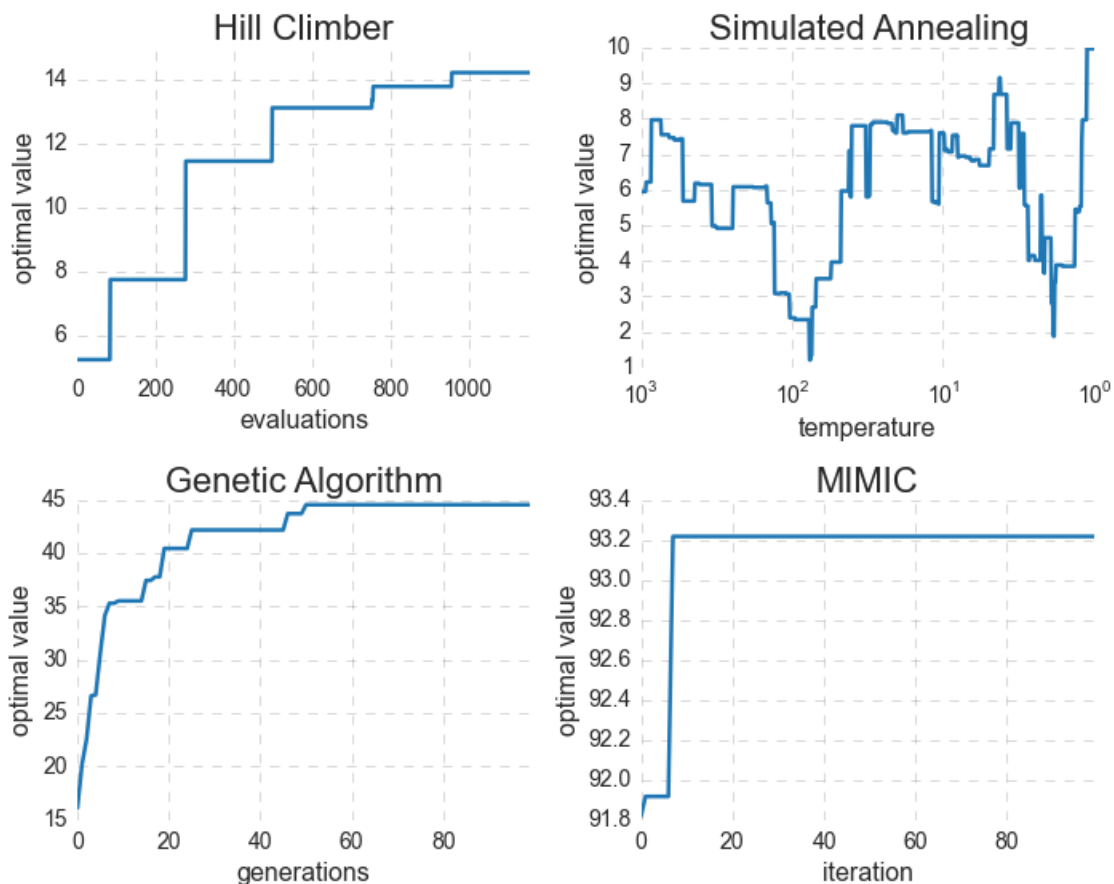 Hill Climber
14
12
10
8
6
optimal value
0 200 400 600 800 1000
evaluations
Simulated Annealing
10
9
8
7
6
5
4
3
2
1
optimal value
10³ 10² 10¹ 10⁰
temperature
Genetic Algorithm
45
40
35
30
25
20
15
optimal value
0 20 40 60 80
generations
MIMIC
93.4
93.2
93.0
92.8
92.6
92.4
92.2
92.0
91.8
optimal value
0 20 40 60 80
iteration